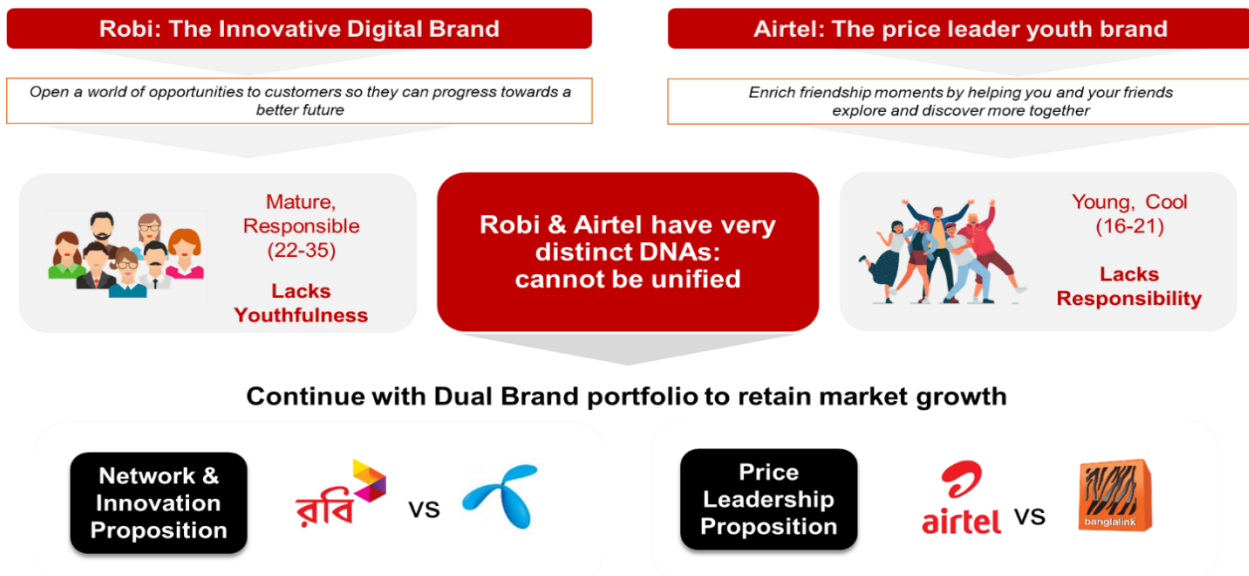 Robi: The Innovative Digital Brand
Airtel: The price leader youth brand
Open a world of opportunities to customers so they can progress towards a
better future
Enrich friendship moments by helping you and your friends
explore and discover more together
Mature,
Responsible
(22-35)
Lacks
Youthfulness
Robi & Airtel have very
distinct DNAs:
cannot be unified
Young, Cool
(16-21)
Lacks
Responsibility
Continue with Dual Brand portfolio to retain market growth
Network &
Innovation
Proposition
রবি
vs
Price
Leadership
Proposition
airtel
vs
banglalink